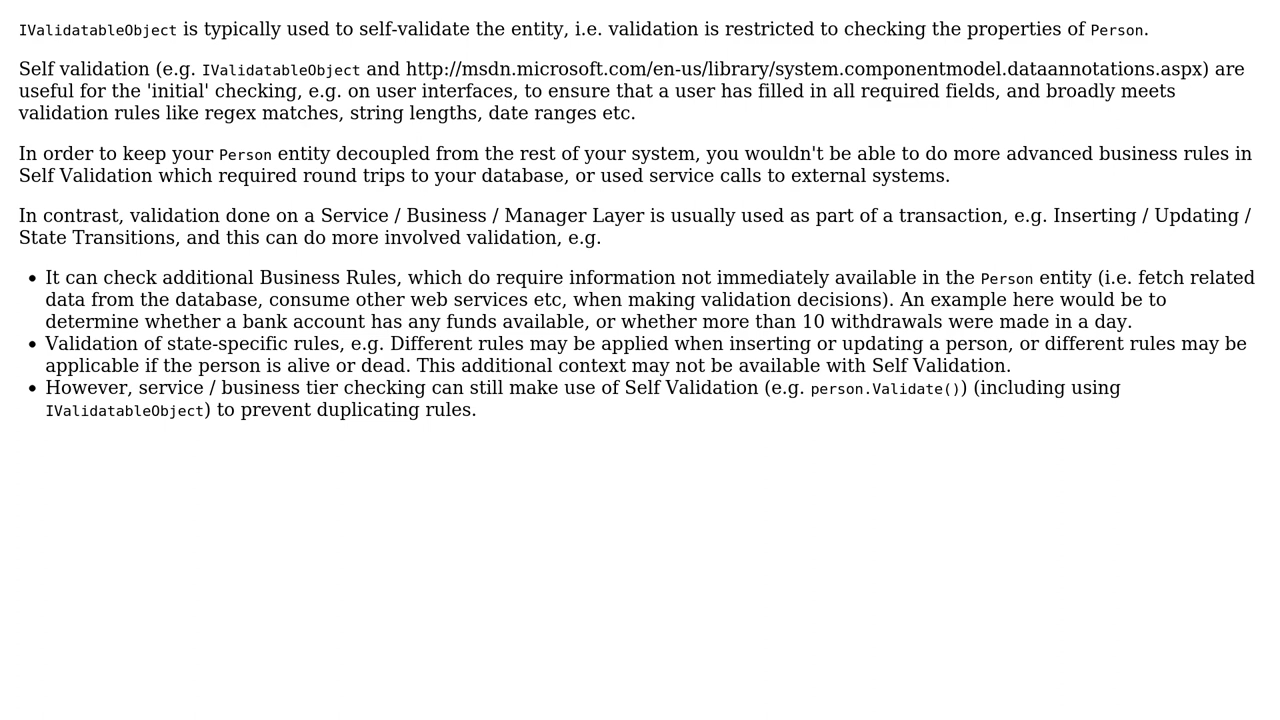 IValidatableObject is typically used to self-validate the entity, i.e. validation is restricted to checking the properties of Person.
Self validation (e.g. IValidatableObject and http://msdn.microsoft.com/en-us/library/system.componentmodel.dataannotations.aspx) are
useful for the 'initial' checking, e.g. on user interfaces, to ensure that a user has filled in all required fields, and broadly meets
validation rules like regex matches, string lengths, date ranges etc.
In order to keep your Person entity decoupled from the rest of your system, you wouldn't be able to do more advanced business rules in
Self Validation which required round trips to your database, or used service calls to external systems.
In contrast, validation done on a Service / Business / Manager Layer is usually used as part of a transaction, e.g. Inserting / Updating /
State Transitions, and this can do more involved validation, e.g.
• It can check additional Business Rules, which do require information not immediately available in the Person entity (i.e. fetch related
data from the database, consume other web services etc, when making validation decisions). An example here would be to
determine whether a bank account has any funds available, or whether more than 10 withdrawals were made in a day.
• Validation of state-specific rules, e.g. Different rules may be applied when inserting or updating a person, or different rules may be
applicable if the person is alive or dead. This additional context may not be available with Self Validation.
• However, service / business tier checking can still make use of Self Validation (e.g. person.Validate()) (including using
IValidatableObject) to prevent duplicating rules.